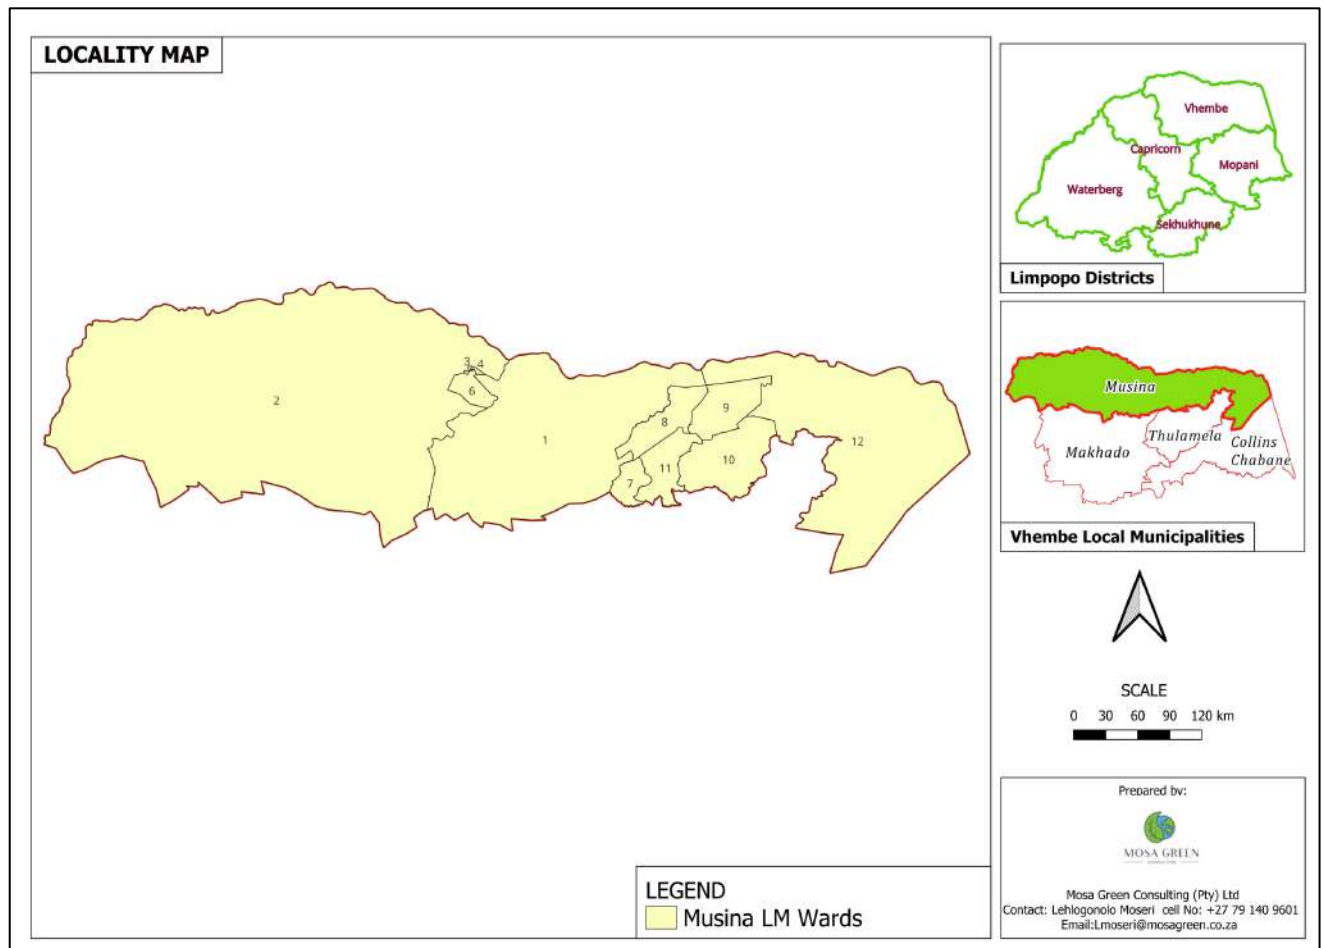 LOCALITY MAP
3
4
6
2
1
8
9
12
11
10
7
LEGEND
Musina LM Wards
Vhembe
Capricorn
Mopani
Waterberg
Sekhukhune
Limpopo Districts
Musina
Thulamela
Collins
Chabane
Makhado
Vhembe Local Municipalities
SCALE
0 30 60 90 120 km
Prepared by:
MOSA GREEN
Mosa Green Consulting (Pty) Ltd
Contact: Lehlogonolo Moseri cell No: +27 79 140 9601
Email:Lmoseri@mosagreen.co.za